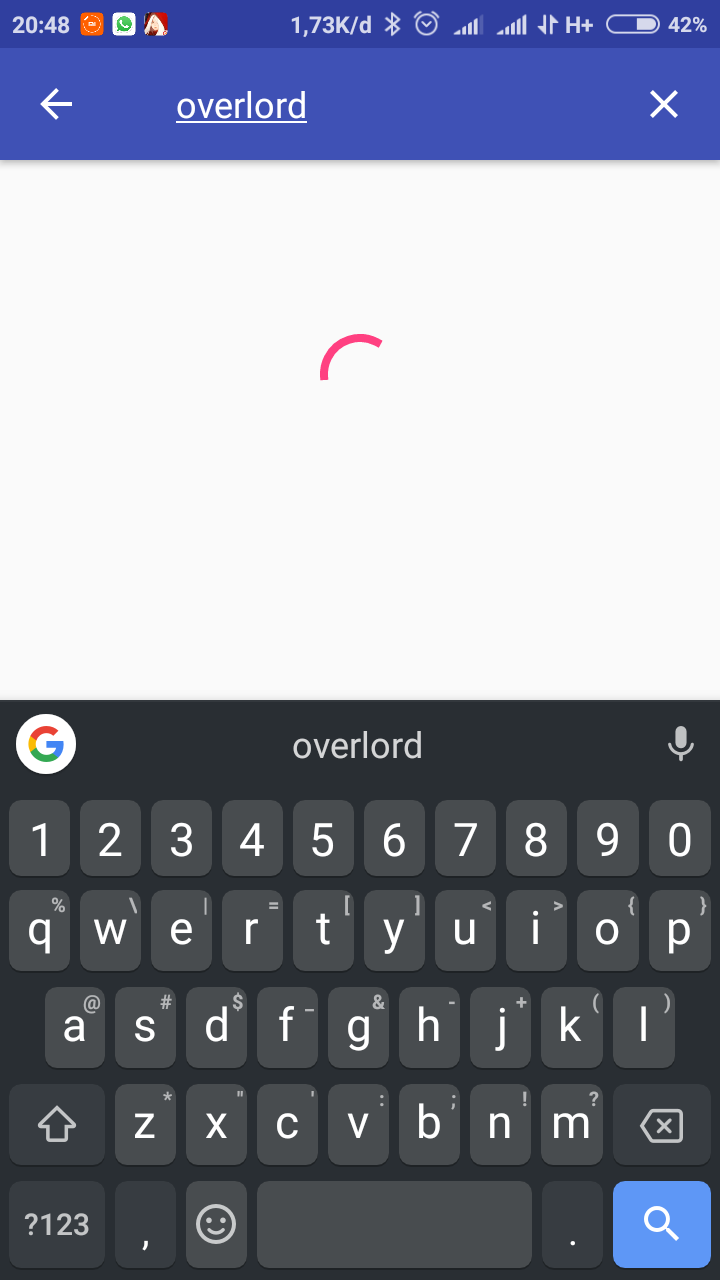 20:48 1,73K/d H+ 42%
overlord
overlord
1 2 3 4 5 6 7 8 9 0
% \ | = [ ] < > { }
q w e r t y u i o p
@ # $ _ & - + ( )
a s d f g h j k l
* " ' : ; ! ?
z x c v b n m
?123 , .